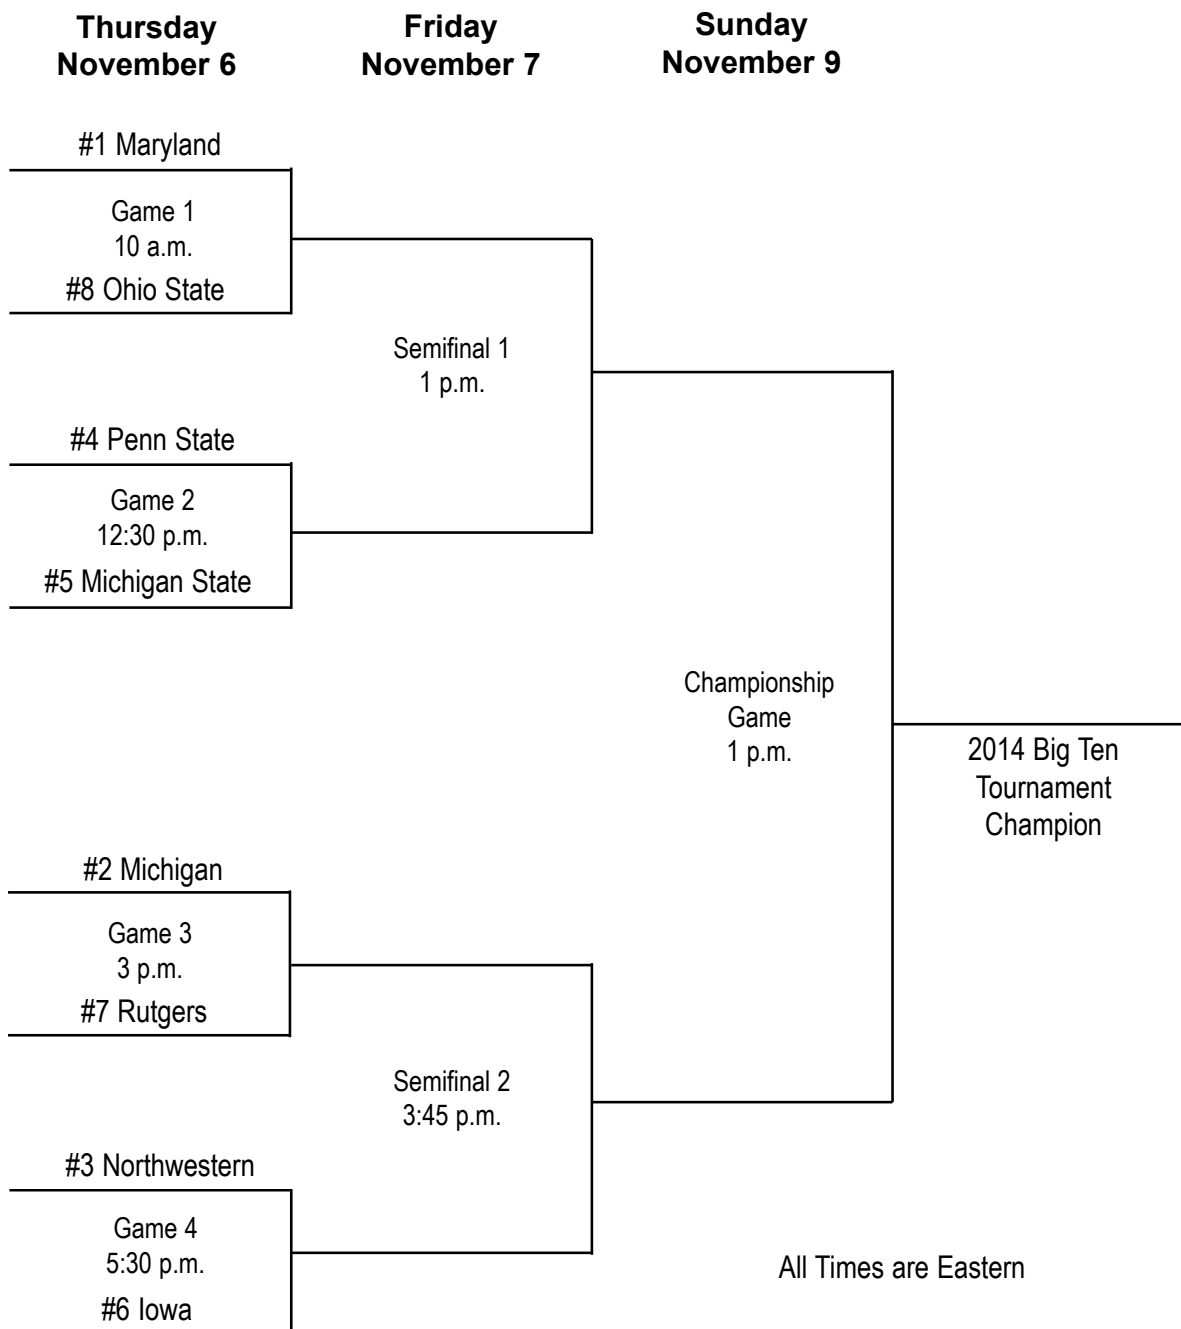 Thursday
November 6
Friday
November 7
Sunday
November 9
#1 Maryland
Game 1
10 a.m.
#8 Ohio State
Semifinal 1
1 p.m.
#4 Penn State
Game 2
12:30 p.m.
#5 Michigan State
Championship
Game
1 p.m.
2014 Big Ten
Tournament
Champion
#2 Michigan
Game 3
3 p.m.
#7 Rutgers
Semifinal 2
3:45 p.m.
#3 Northwestern
Game 4
5:30 p.m.
#6 Iowa
All Times are Eastern